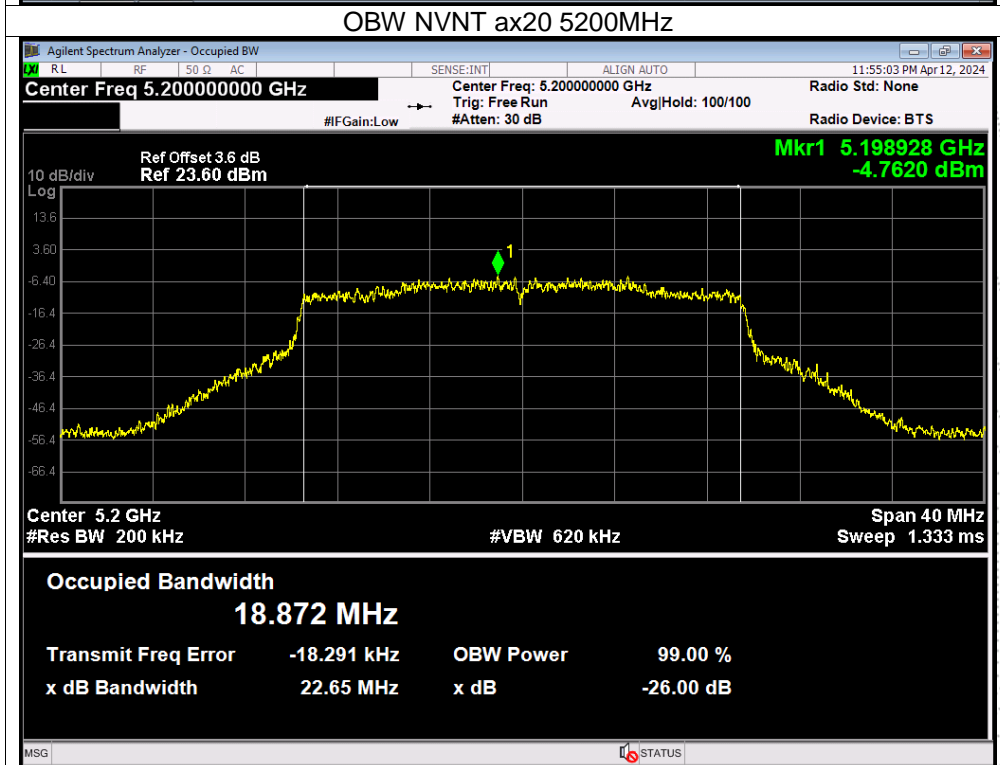 OBW NVNT ax20 5200MHz
Agilent Spectrum Analyzer - Occupied BW
LXI RL RF 50 Ω AC SENSE:INT ALIGN AUTO 11:55:03 PM Apr 12, 2024
Center Freq 5.200000000 GHz Center Freq: 5.200000000 GHz Radio Std: None
Trig: Free Run Avg|Hold: 100/100
#IFGain:Low #Atten: 30 dB Radio Device: BTS
Mkr1 5.198928 GHz
-4.7620 dBm
Ref Offset 3.6 dB
10 dB/div Ref 23.60 dBm
Log
13.6
3.60
1
-6.40
-16.4
-26.4
-36.4
-46.4
-56.4
-66.4
Center 5.2 GHz Span 40 MHz
#Res BW 200 kHz #VBW 620 kHz Sweep 1.333 ms
Occupied Bandwidth
18.872 MHz
Transmit Freq Error -18.291 kHz OBW Power 99.00 %
x dB Bandwidth 22.65 MHz x dB -26.00 dB
MSG STATUS